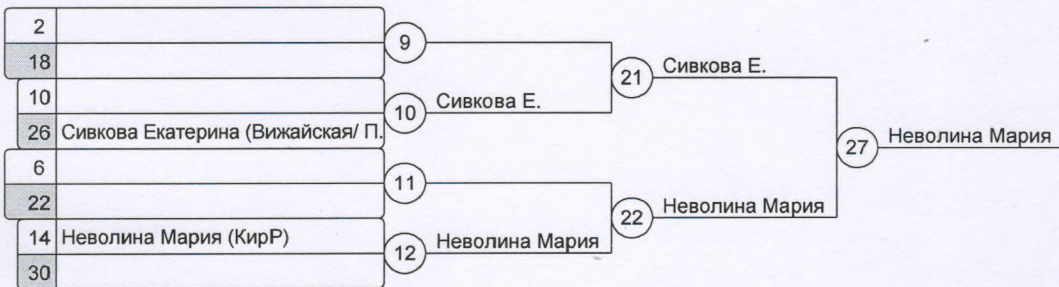 2
18
9
10
26 Сивкова Екатерина (Вижайская/ П.
10
Сивкова Е.
21
Сивкова Е.
6
22
11
14 Неволина Мария (КирР)
30
12
Неволина Мария
22
Неволина Мария
27
Неволина Мария